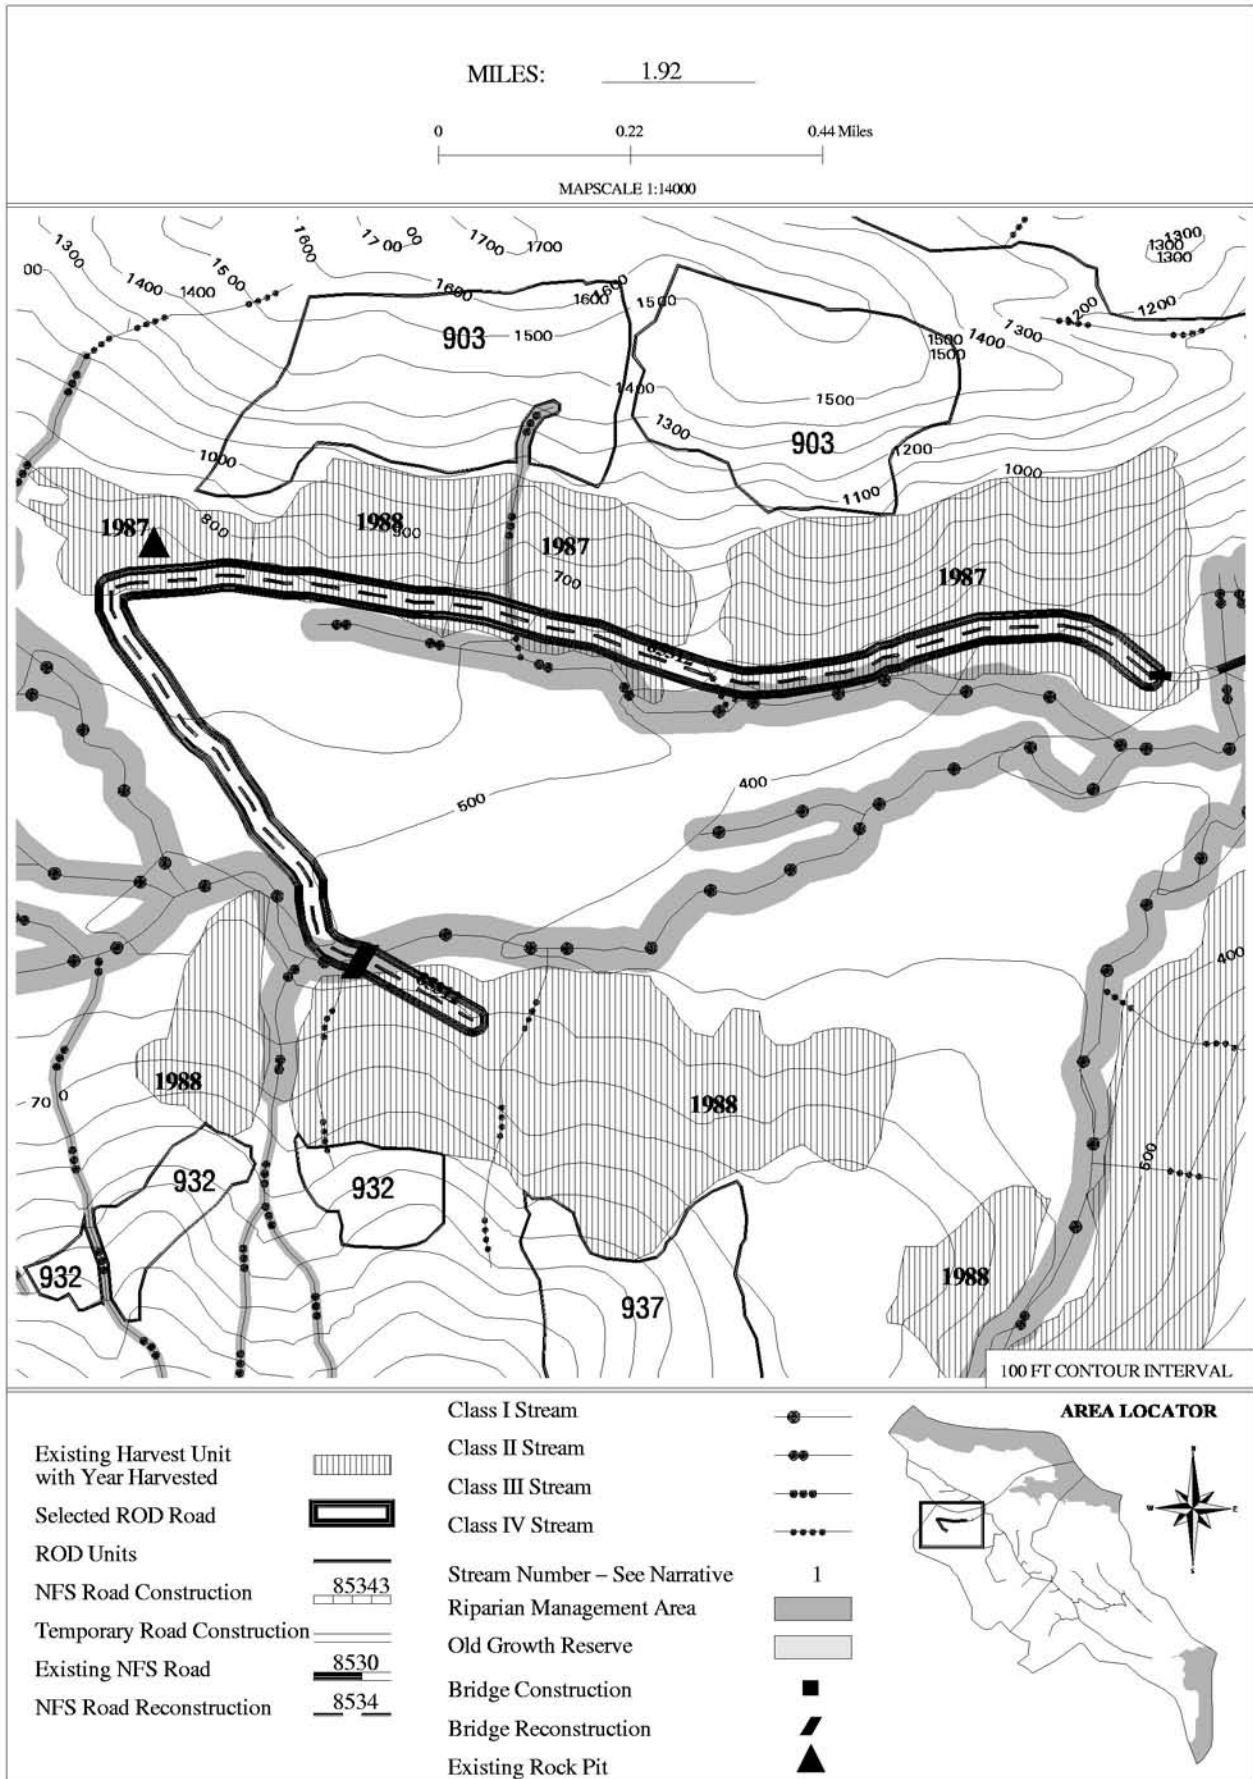 MILES: 1.92
0 0.22 0.44 Miles
MAPSCALE 1:14000
1300
1400
1400
1500
1600
1700
00
1700
1700
1300
1300
1300
00
1600
1600
1600
1500
1200
1200
903
1500
1500
1500
1400
1300
1500
1400
1500
1300
903
1200
1000
1100
1000
1987
800
1988
900
1987
700
1987
500
400
400
70 0
1988
1988
500
932
932
932
937
1988
100 FT CONTOUR INTERVAL
Existing Harvest Unit
with Year Harvested
Selected ROD Road
ROD Units
NFS Road Construction 85343
Temporary Road Construction
Existing NFS Road 8530
NFS Road Reconstruction 8534
Class I Stream
Class II Stream
Class III Stream
Class IV Stream
Stream Number – See Narrative 1
Riparian Management Area
Old Growth Reserve
Bridge Construction
Bridge Reconstruction
Existing Rock Pit
AREA LOCATOR
N
W E
S